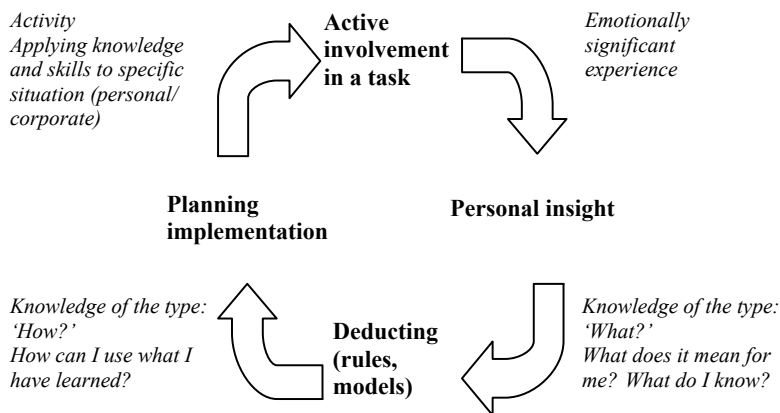 Activity
Applying knowledge
and skills to specific
situation (personal/
corporate)
Active
involvement
in a task
Emotionally
significant
experience
Planning
implementation
Personal insight
Knowledge of the type:
‘How?’
How can I use what I
have learned?
Deducting
(rules,
models)
Knowledge of the type:
‘What?’
What does it mean for
me? What do I know?